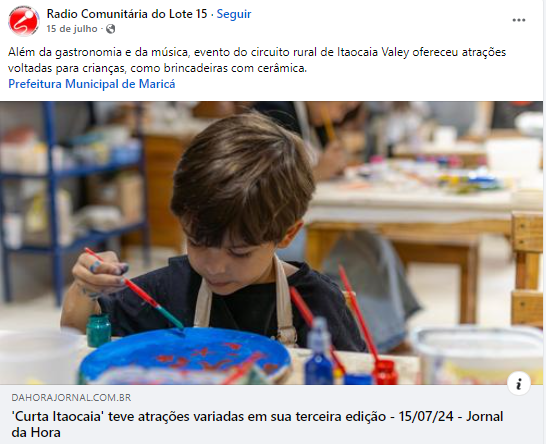 Radio Comunitária do Lote 15 · Seguir
15 de julho ·
Além da gastronomia e da música, evento do circuito rural de Itaocaia Valey ofereceu atrações
voltadas para crianças, como brincadeiras com cerâmica.
Prefeitura Municipal de Maricá
DAHORAJORNAL.COM.BR
'Curta Itaocaia' teve atrações variadas em sua terceira edição - 15/07/24 - Jornal
da Hora